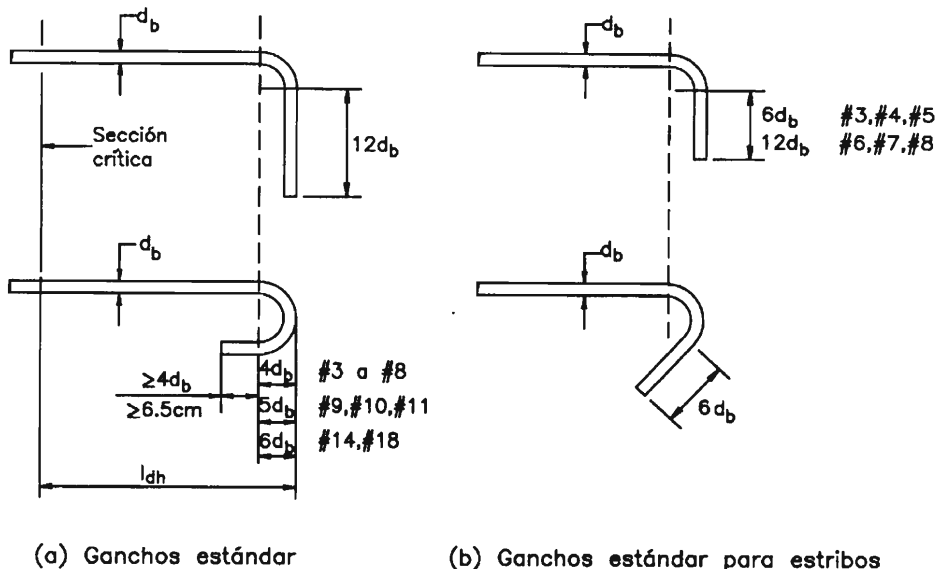 d_b
d_b
Sección
crítica
12d_b
6d_b #3,#4,#5
12d_b #6,#7,#8
d_b
d_b
≥4d_b
≥6.5cm
4d_b #3 a #8
5d_b #9,#10,#11
6d_b #14,#18
l_dh
6d_b
(a) Ganchos estándar
(b) Ganchos estándar para estribos